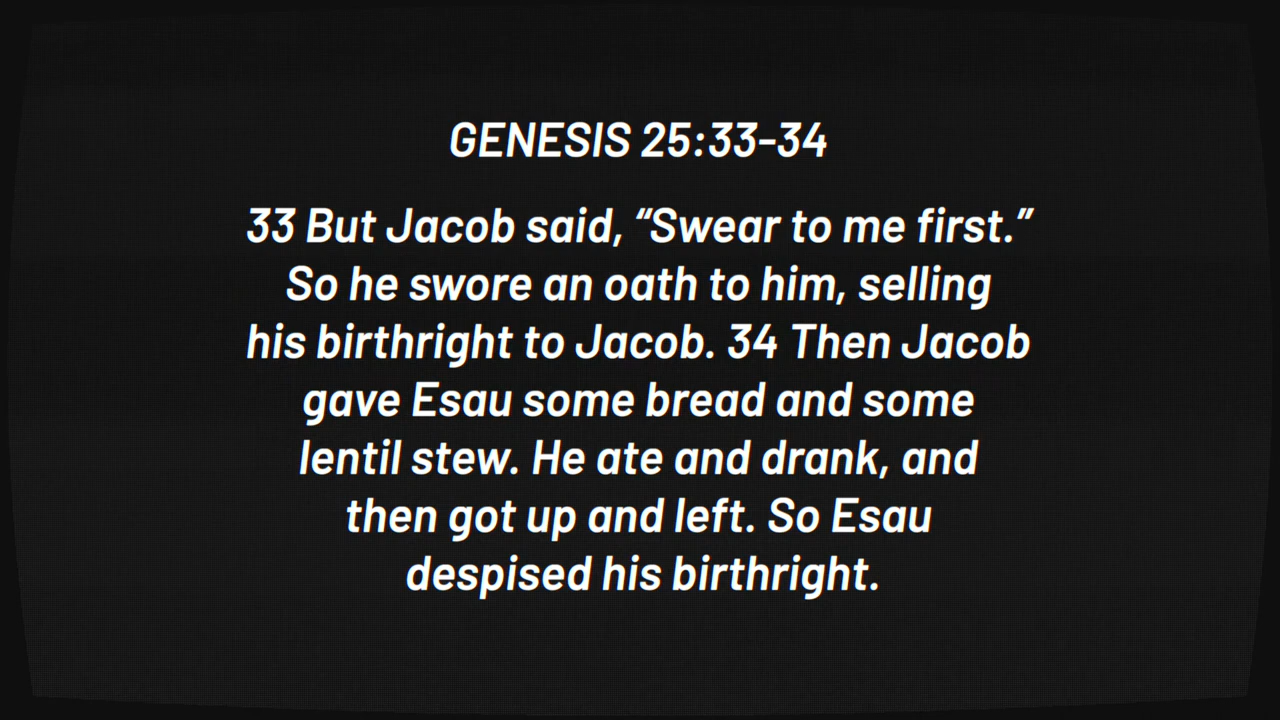 GENESIS 25:33-34
33 But Jacob said, “Swear to me first.”
So he swore an oath to him, selling
his birthright to Jacob. 34 Then Jacob
gave Esau some bread and some
lentil stew. He ate and drank, and
then got up and left. So Esau
despised his birthright.